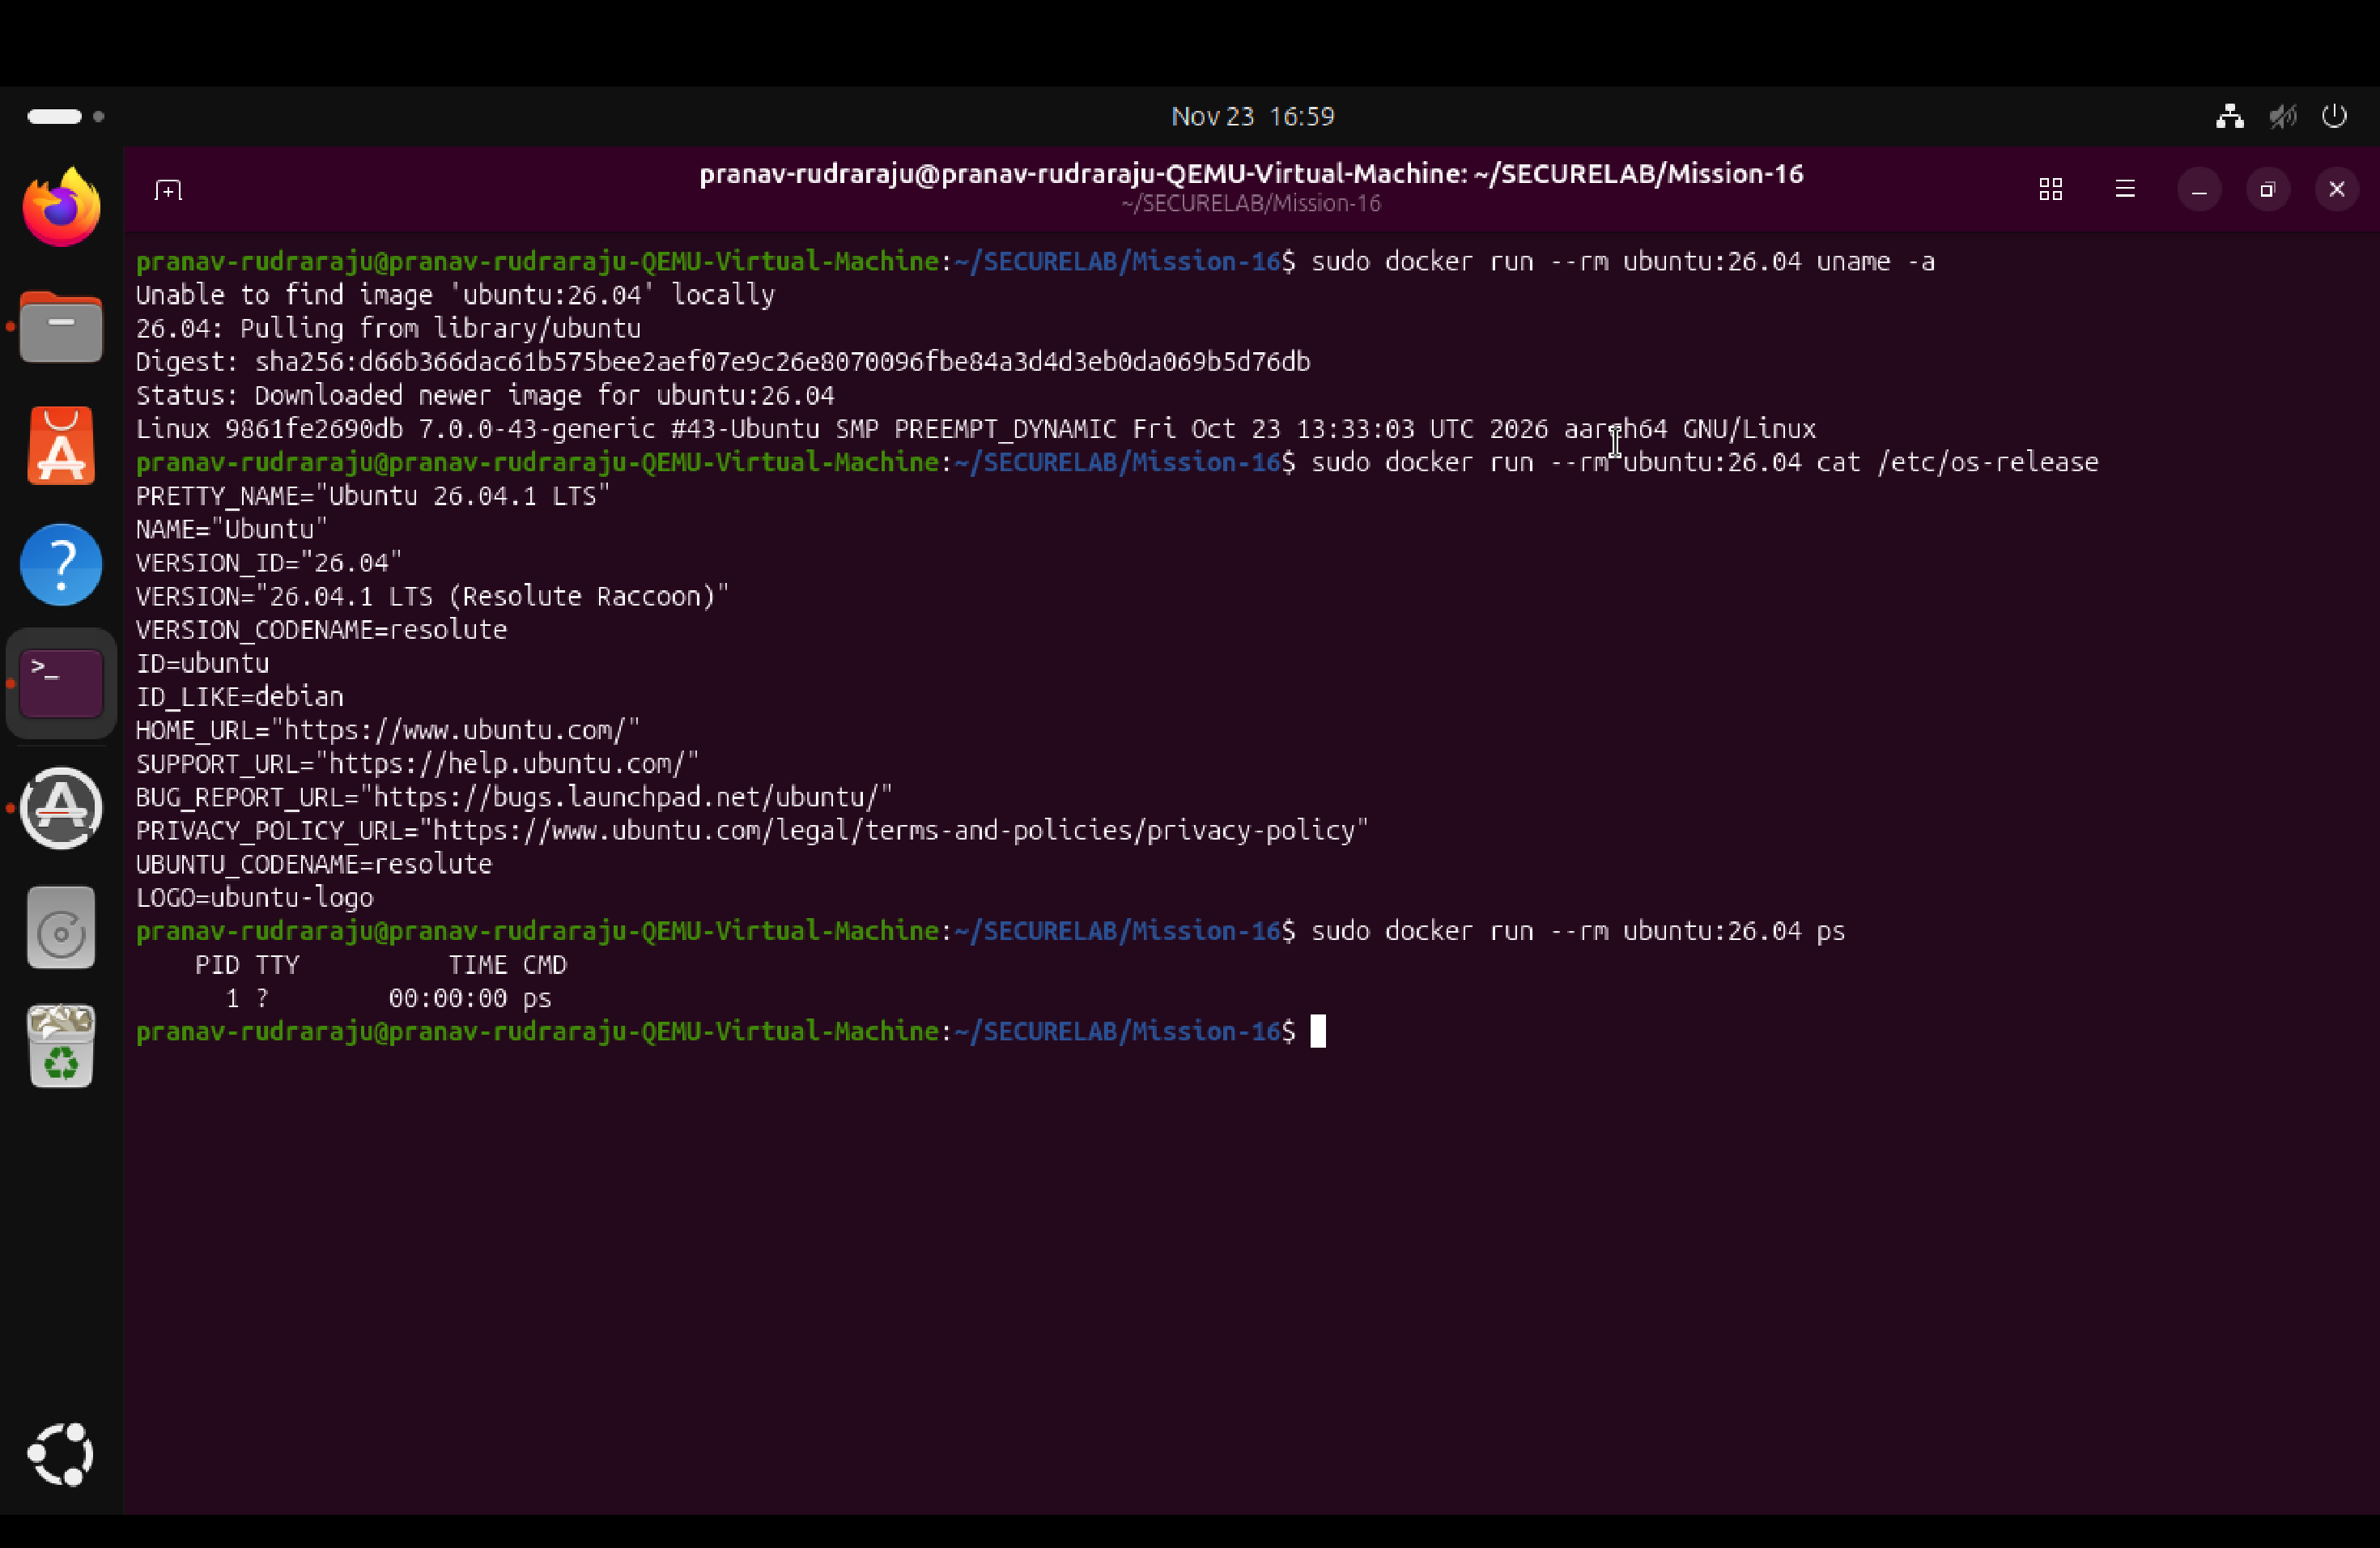 Nov 23 16:59
pranav-rudraraju@pranav-rudraraju-QEMU-Virtual-Machine: ~/SECURELAB/Mission-16
~/SECURELAB/Mission-16
pranav-rudraraju@pranav-rudraraju-QEMU-Virtual-Machine:~/SECURELAB/Mission-16$ sudo docker run --rm ubuntu:26.04 uname -a
Unable to find image 'ubuntu:26.04' locally
26.04: Pulling from library/ubuntu
Digest: sha256:d66b366dac61b575bee2aef07e9c26e8070096fbe84a3d4d3eb0da069b5d76db
Status: Downloaded newer image for ubuntu:26.04
Linux 9861fe2690db 7.0.0-43-generic #43-Ubuntu SMP PREEMPT_DYNAMIC Fri Oct 23 13:33:03 UTC 2026 aarch64 GNU/Linux
pranav-rudraraju@pranav-rudraraju-QEMU-Virtual-Machine:~/SECURELAB/Mission-16$ sudo docker run --rm ubuntu:26.04 cat /etc/os-release
PRETTY_NAME="Ubuntu 26.04.1 LTS"
NAME="Ubuntu"
VERSION_ID="26.04"
VERSION="26.04.1 LTS (Resolute Raccoon)"
VERSION_CODENAME=resolute
ID=ubuntu
ID_LIKE=debian
HOME_URL="https://www.ubuntu.com/"
SUPPORT_URL="https://help.ubuntu.com/"
BUG_REPORT_URL="https://bugs.launchpad.net/ubuntu/"
PRIVACY_POLICY_URL="https://www.ubuntu.com/legal/terms-and-policies/privacy-policy"
UBUNTU_CODENAME=resolute
LOGO=ubuntu-logo
pranav-rudraraju@pranav-rudraraju-QEMU-Virtual-Machine:~/SECURELAB/Mission-16$ sudo docker run --rm ubuntu:26.04 ps
    PID TTY          TIME CMD
      1 ?        00:00:00 ps
pranav-rudraraju@pranav-rudraraju-QEMU-Virtual-Machine:~/SECURELAB/Mission-16$